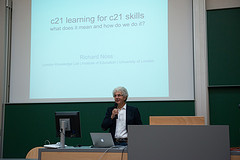 c21 learning for c21 skills
what does it mean and how do we do it?
Richard Noss